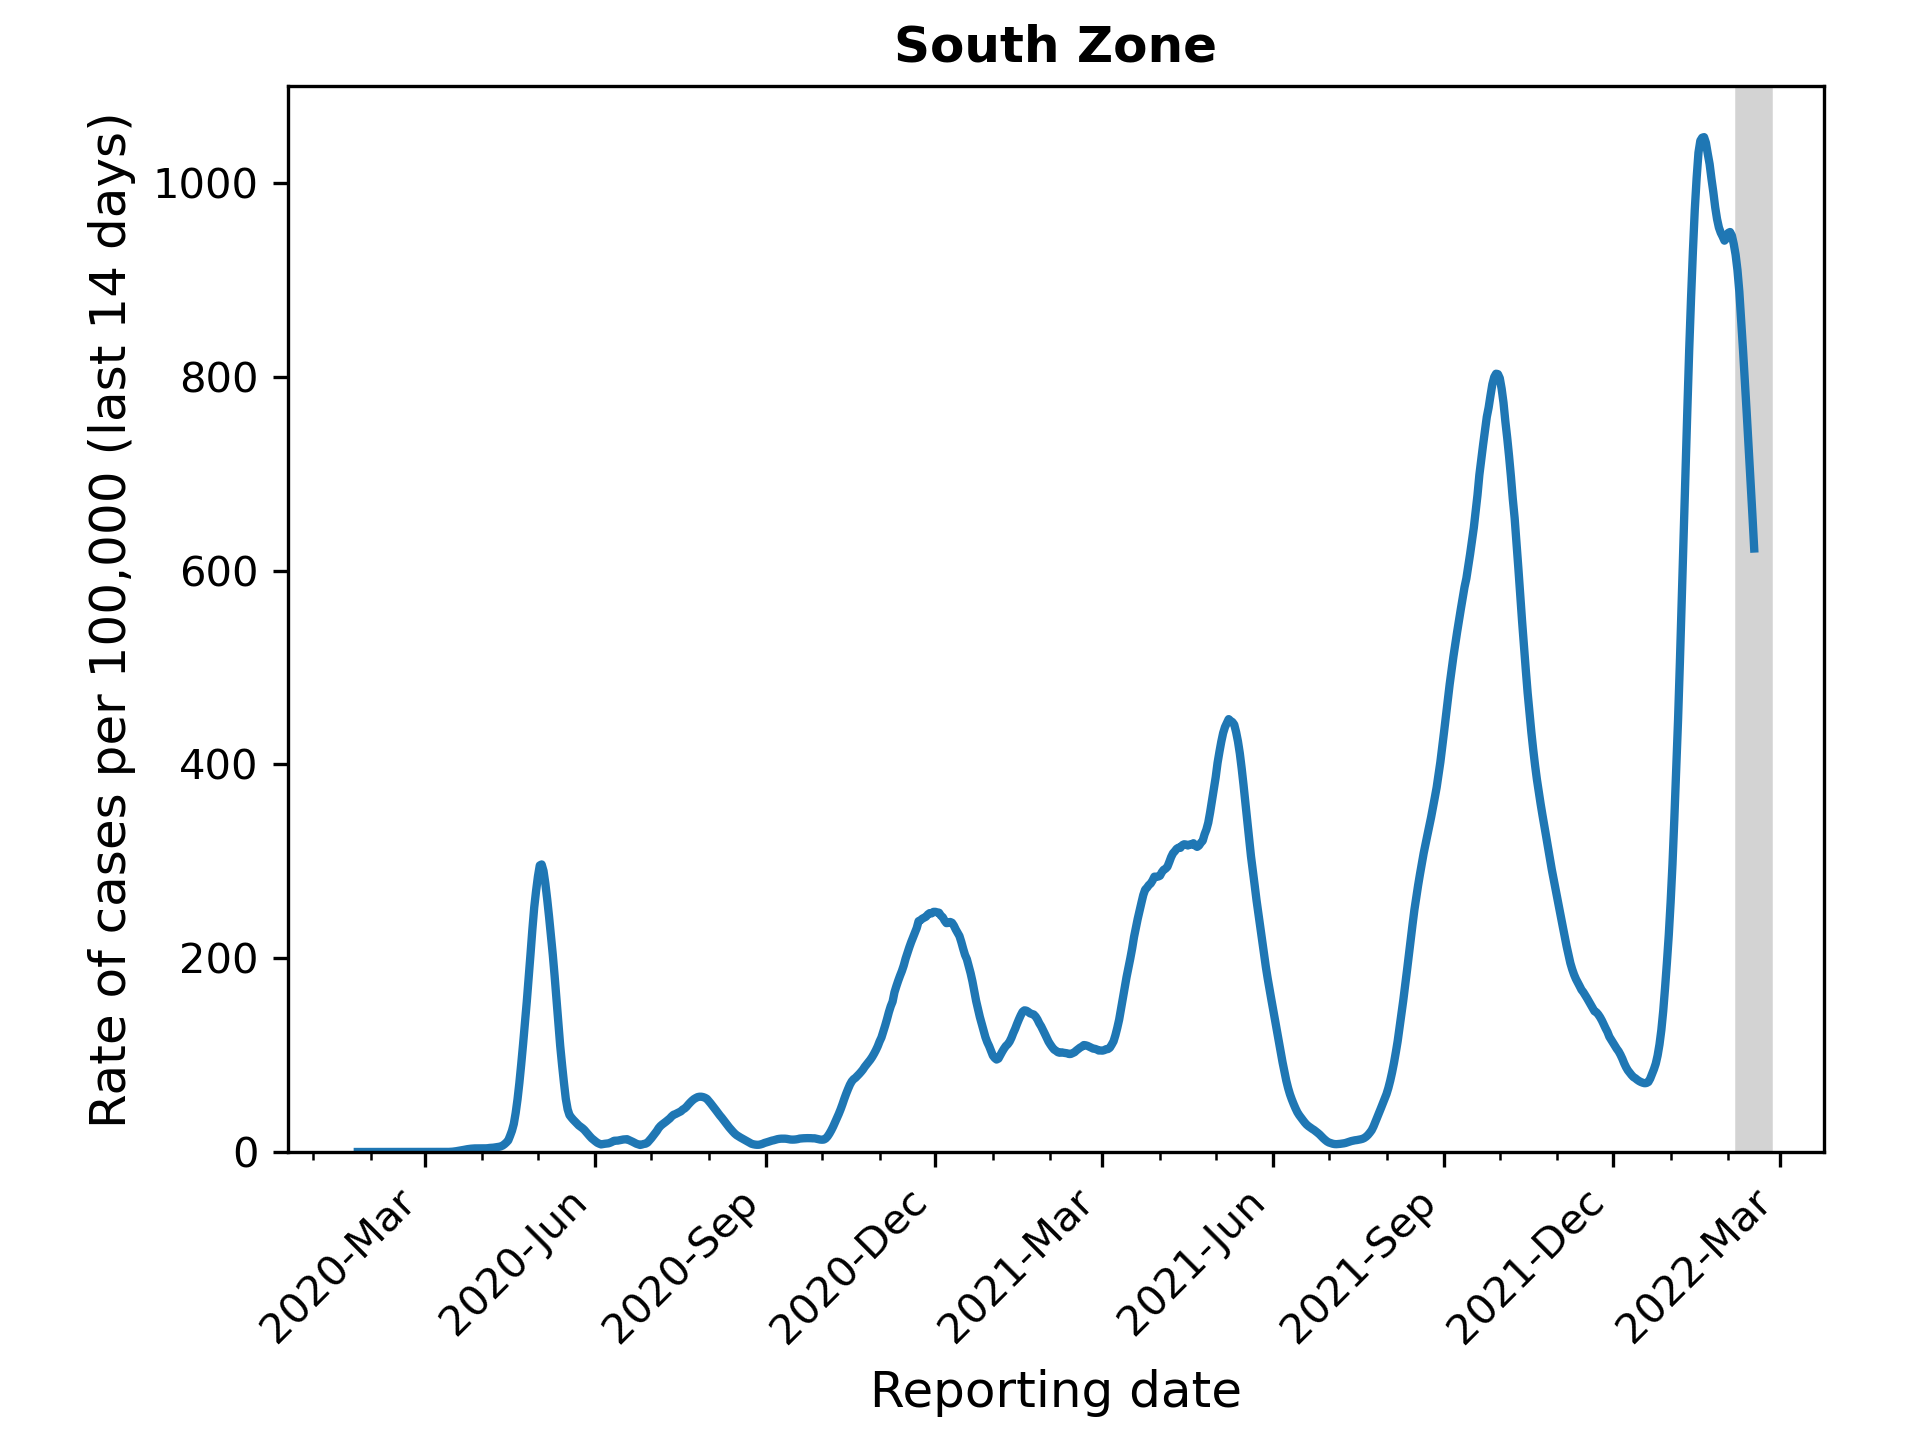 South Zone
Rate of cases per 100,000 (last 14 days)
1000
800
600
400
200
0
2020-Mar
2020-Jun
2020-Sep
2020-Dec
2021-Mar
2021-Jun
2021-Sep
2021-Dec
2022-Mar
Reporting date